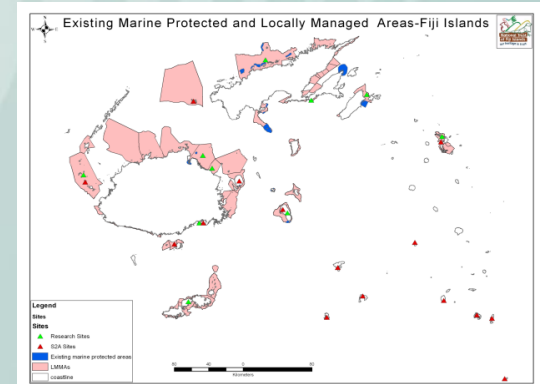 Existing Marine Protected and Locally Managed Areas-Fiji Islands
Legend
Sites
Sites
Research Sites
S2A Sites
Existing marine protected areas
LMMAs
coastline
Kilometers